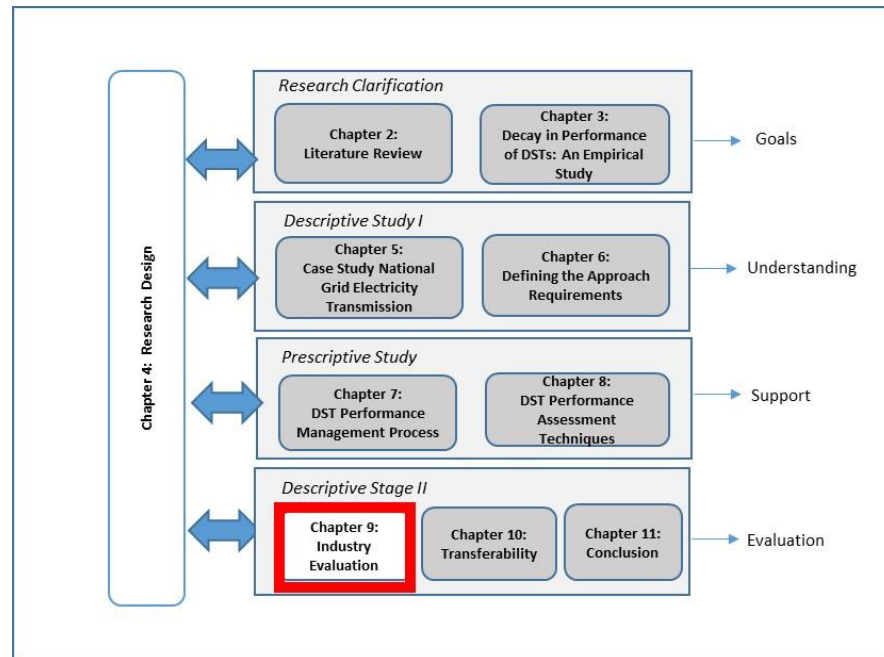 Chapter 4:  Research Design
Research Clarification
Chapter 2:
Literature Review
Chapter 3:
Decay in Performance
of DSTs: An Empirical
Study
Goals
Descriptive Study I
Chapter 5:
Case Study National
Grid Electricity
Transmission
Chapter 6:
Defining the Approach
Requirements
Understanding
Prescriptive Study
Chapter 7:
DST Performance
Management Process
Chapter 8:
DST Performance
Assessment
Techniques
Support
Descriptive Stage II
Chapter 9:
Industry
Evaluation
Chapter 10:
Transferability
Chapter 11:
Conclusion
Evaluation